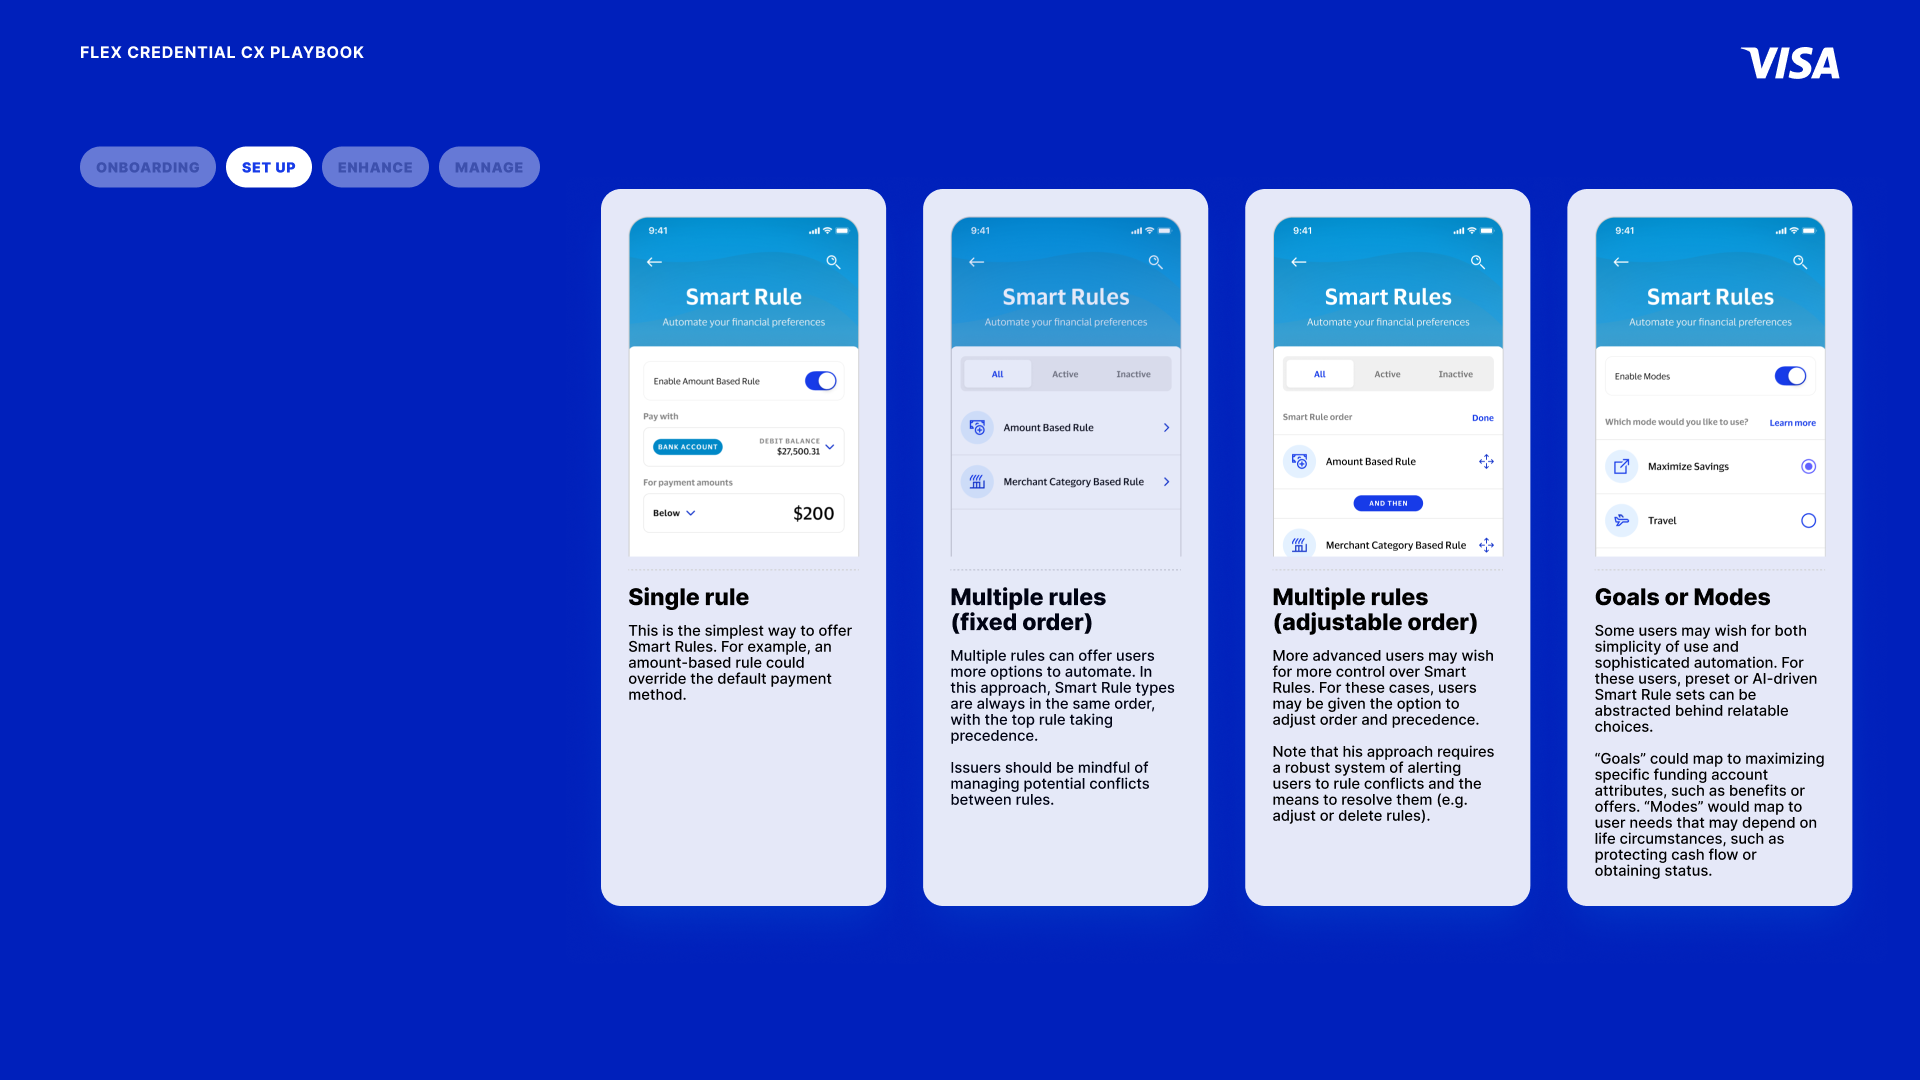 FLEX CREDENTIAL CX PLAYBOOK
VISA
ONBOARDING
SET UP
ENHANCE
MANAGE
9:41
Smart Rule
Automate your financial preferences
Enable Amount Based Rule
Pay with
BANK ACCOUNT
DEBIT BALANCE
$27,500.31
For payment amounts
Below
$200
Single rule
This is the simplest way to offer
Smart Rules. For example, an
amount-based rule could
override the default payment
method.
9:41
Smart Rules
Automate your financial preferences
All
Active
Inactive
Amount Based Rule
Merchant Category Based Rule
Multiple rules
(fixed order)
Multiple rules can offer users
more options to automate. In
this approach, Smart Rule types
are always in the same order,
with the top rule taking
precedence.
Issuers should be mindful of
managing potential conflicts
between rules.
9:41
Smart Rules
Automate your financial preferences
All
Active
Inactive
Smart Rule order
Done
Amount Based Rule
AND THEN
Merchant Category Based Rule
Multiple rules
(adjustable order)
More advanced users may wish
for more control over Smart
Rules. For these cases, users
may be given the option to
adjust order and precedence.
Note that his approach requires
a robust system of alerting
users to rule conflicts and the
means to resolve them (e.g.
adjust or delete rules).
9:41
Smart Rules
Automate your financial preferences
Enable Modes
Which mode would you like to use?
Learn more
Maximize Savings
Travel
Goals or Modes
Some users may wish for both
simplicity of use and
sophisticated automation. For
these users, preset or AI-driven
Smart Rule sets can be
abstracted behind relatable
choices.
“Goals” could map to maximizing
specific funding account
attributes, such as benefits or
offers. “Modes” would map to
user needs that may depend on
life circumstances, such as
protecting cash flow or
obtaining status.